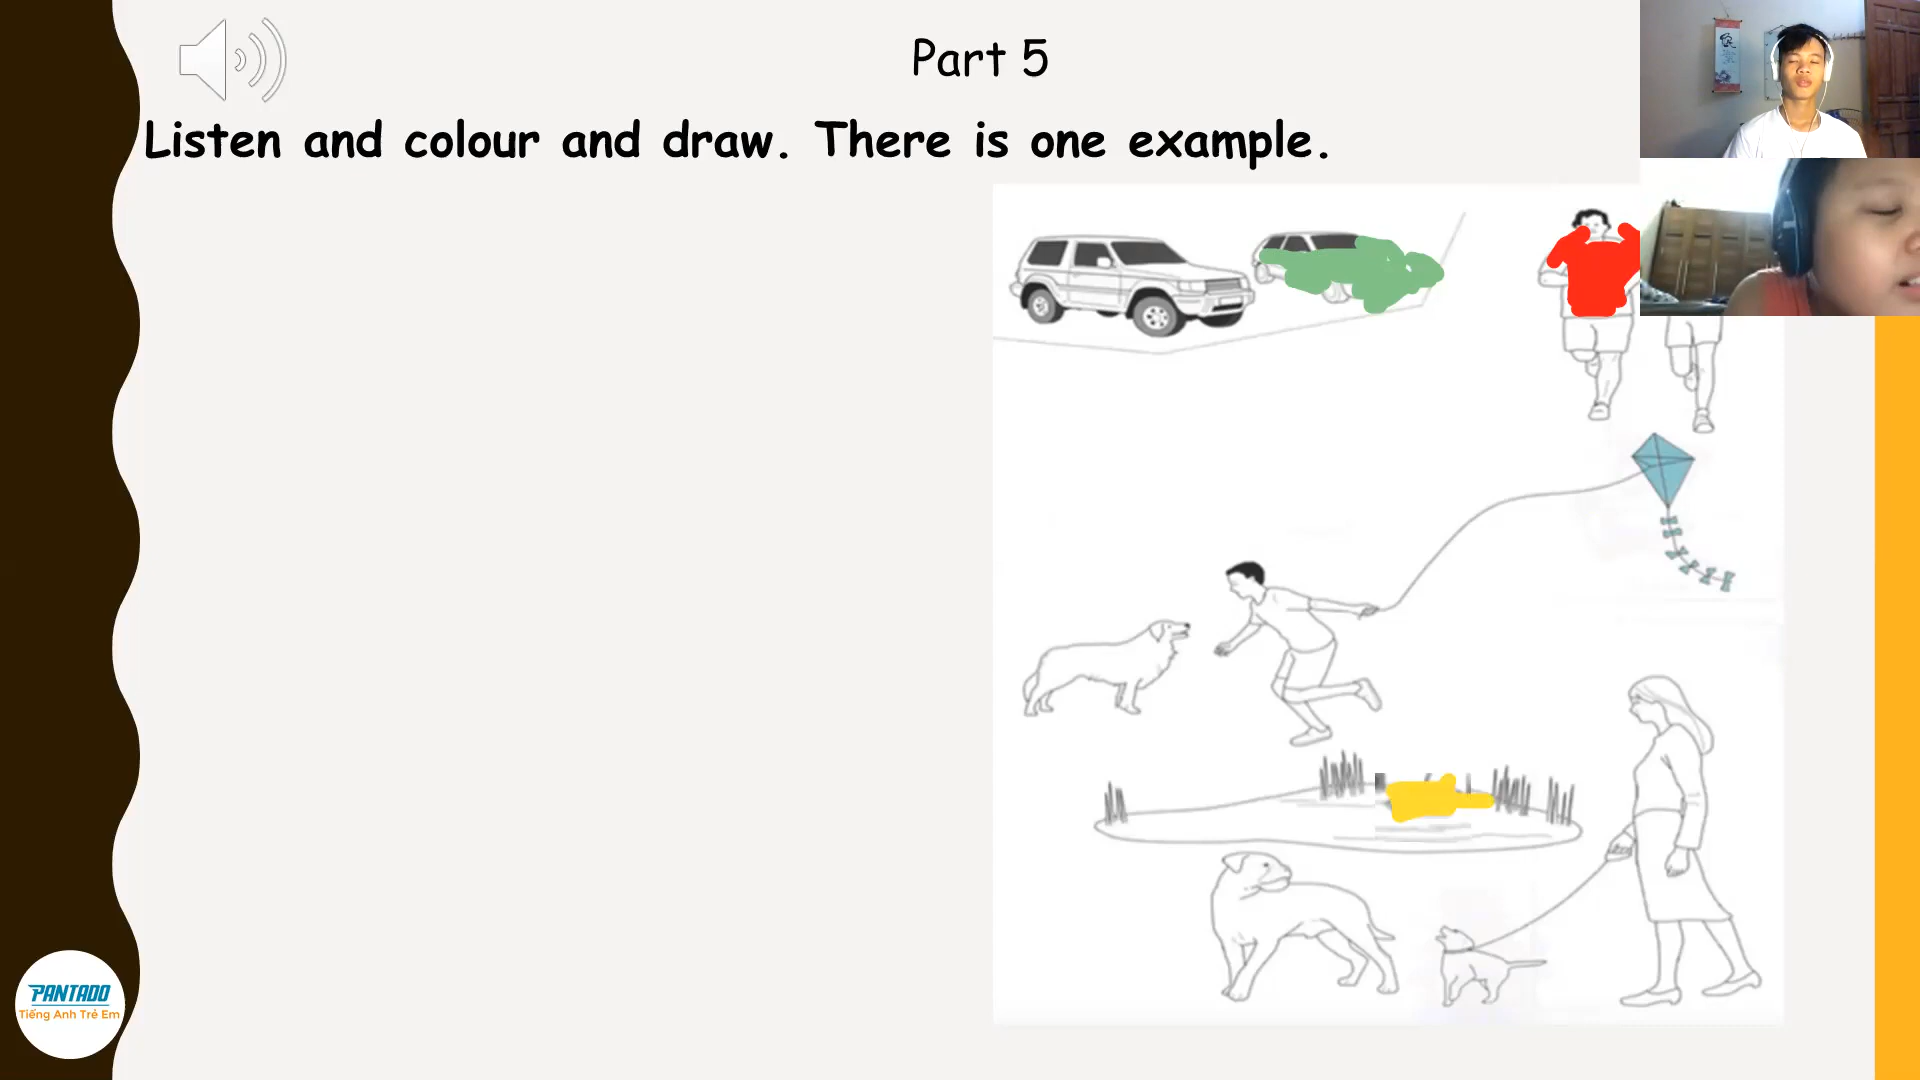 Part 5
Listen and colour and draw. There is one example.
PANTADO
Tiếng Anh Trẻ Em